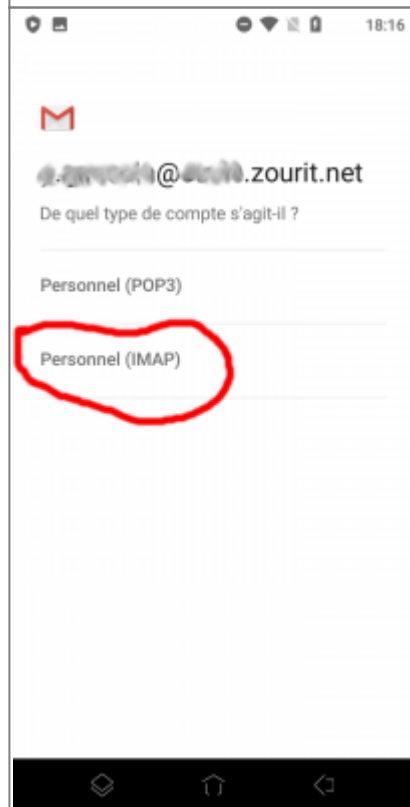 18:16
@ .zourit.net
De quel type de compte s'agit-il ?
Personnel (POP3)
Personnel (IMAP)